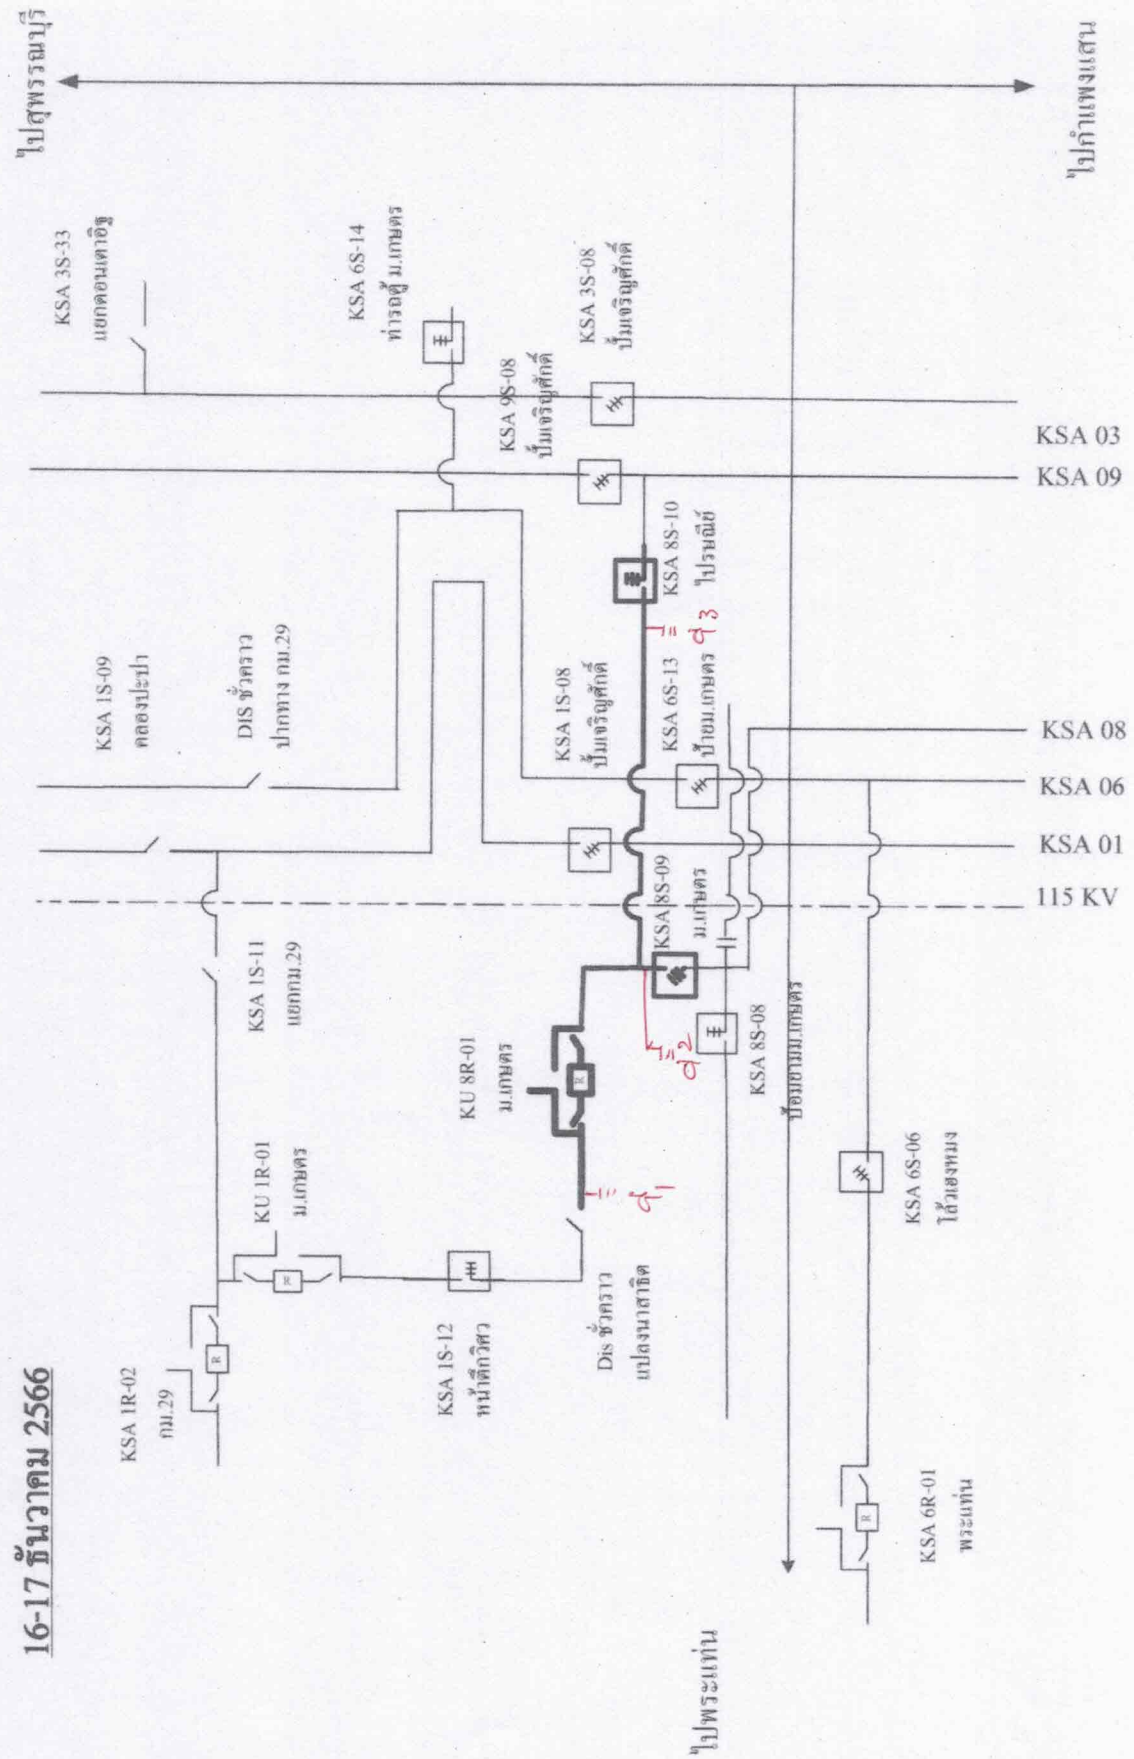 16-17 ธันวาคม 2566
ไปสุพรรณบุรี
KSA 3S-33
แยกดอนเตาอิฐ
KSA 6S-14
ท่ารถตู้ ม.เกษตร
KSA 3S-08
ปั๊มเจริญศักดิ์
KSA 9S-08
ปั๊มเจริญศักดิ์
KSA 8S-10
ไปรษณีย์
KSA 1S-09
คลองประปา
DIS ชั่วคราว
ปากทาง กม.29
KSA 1S-08
ปั๊มเจริญศักดิ์
KSA 6S-13
ป้ายม.เกษตร
ต3
KSA 1S-11
แยกกม.29
KSA 8S-09
ม.เกษตร
KU 8R-01
ม.เกษตร
ต2
KSA 8S-08
ป้อมยามม.เกษตร
KU 1R-01
ม.เกษตร
R
R
R
R
ต1
KSA 6S-06
โล้วเฮงหมง
KSA 1R-02
กม.29
KSA 1S-12
หน้าตึกวิศว
Dis ชั่วคราว
แปลงนาสาธิต
KSA 6R-01
พระแท่น
ไปพระแท่น
ไปกำแพงแสน
KSA 03
KSA 09
KSA 08
KSA 06
KSA 01
115 KV